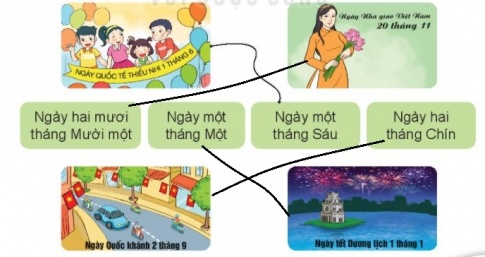 NGÀY QUỐC TẾ THIẾU NHI 1 THÁNG 6
Ngày Nhà giáo Việt Nam
20 tháng 11
Ngày hai mươi
tháng Mười một
Ngày một
tháng Một
Ngày một
tháng Sáu
Ngày hai
tháng Chín
Ngày Quốc khánh 2 tháng 9
Ngày tết Dương lịch 1 tháng 1